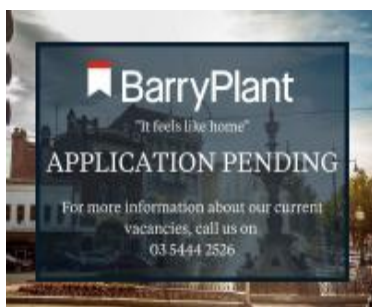 BarryPlant
"It feels like home"
APPLICATION PENDING
For more information about our current
vacancies, call us on
03 5444 2526